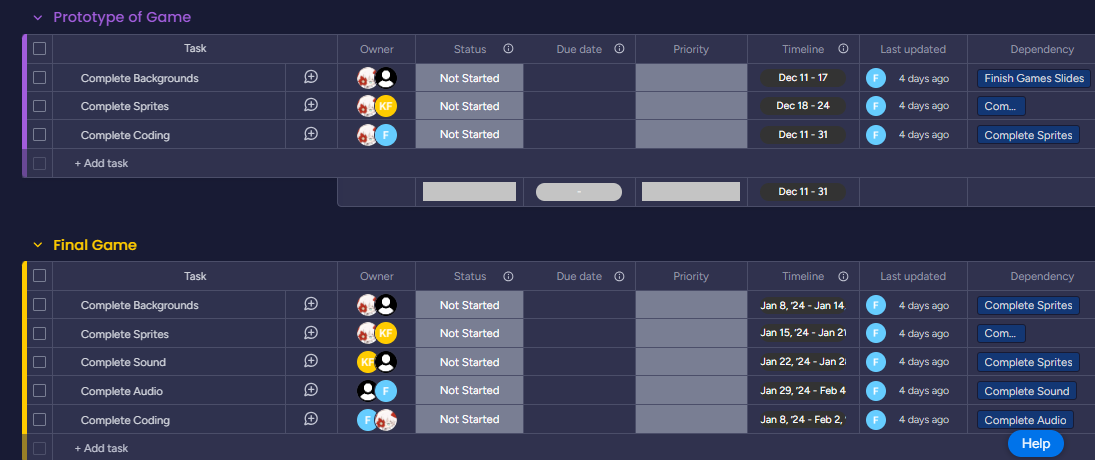 Prototype of Game
Task Owner Status Due date Priority Timeline Last updated Dependency
Complete Backgrounds Not Started Dec 11 - 17 F 4 days ago Finish Games Slides
Complete Sprites KF Not Started Dec 18 - 24 F 4 days ago Com...
Complete Coding F Not Started Dec 11 - 31 F 4 days ago Complete Sprites
+ Add task
- Dec 11 - 31
Final Game
Task Owner Status Due date Priority Timeline Last updated Dependency
Complete Backgrounds Not Started Jan 8, '24 - Jan 14, F 4 days ago Complete Sprites
Complete Sprites KF Not Started Jan 15, '24 - Jan 21 F 4 days ago Com...
Complete Sound KF Not Started Jan 22, '24 - Jan 2 F 4 days ago Complete Sprites
Complete Audio F Not Started Jan 29, '24 - Feb 4 F 4 days ago Complete Sound
Complete Coding F Not Started Jan 8, '24 - Feb 2, ' F 4 days ago Complete Audio
+ Add task
Help